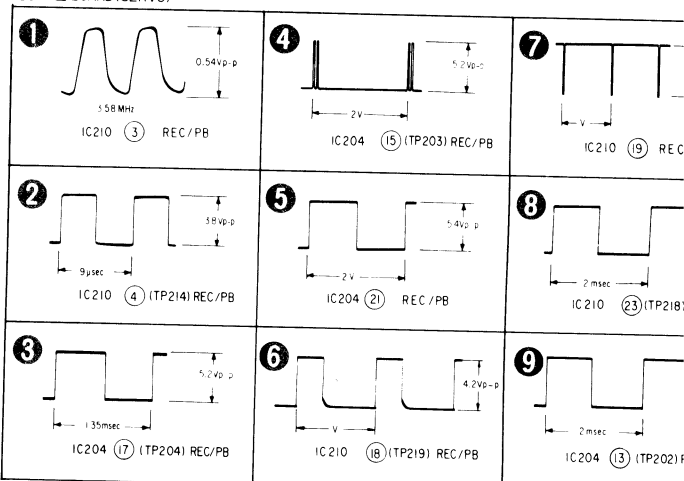 1
0.54Vp-p
3.58 MHz
IC210 3 REC/PB
4
5.2Vp-p
2V
IC204 15 (TP203) REC/PB
7
V
IC210 19 REC
2
3.8Vp-p
9μsec
IC210 4 (TP214) REC/PB
5
5.4Vp-p
2V
IC204 21 REC/PB
8
2msec
IC210 23 (TP218)
3
5.2Vp-p
1.35msec
IC204 17 (TP204) REC/PB
6
4.2Vp-p
V
IC210 18 (TP219) REC/PB
9
2msec
IC204 13 (TP202)